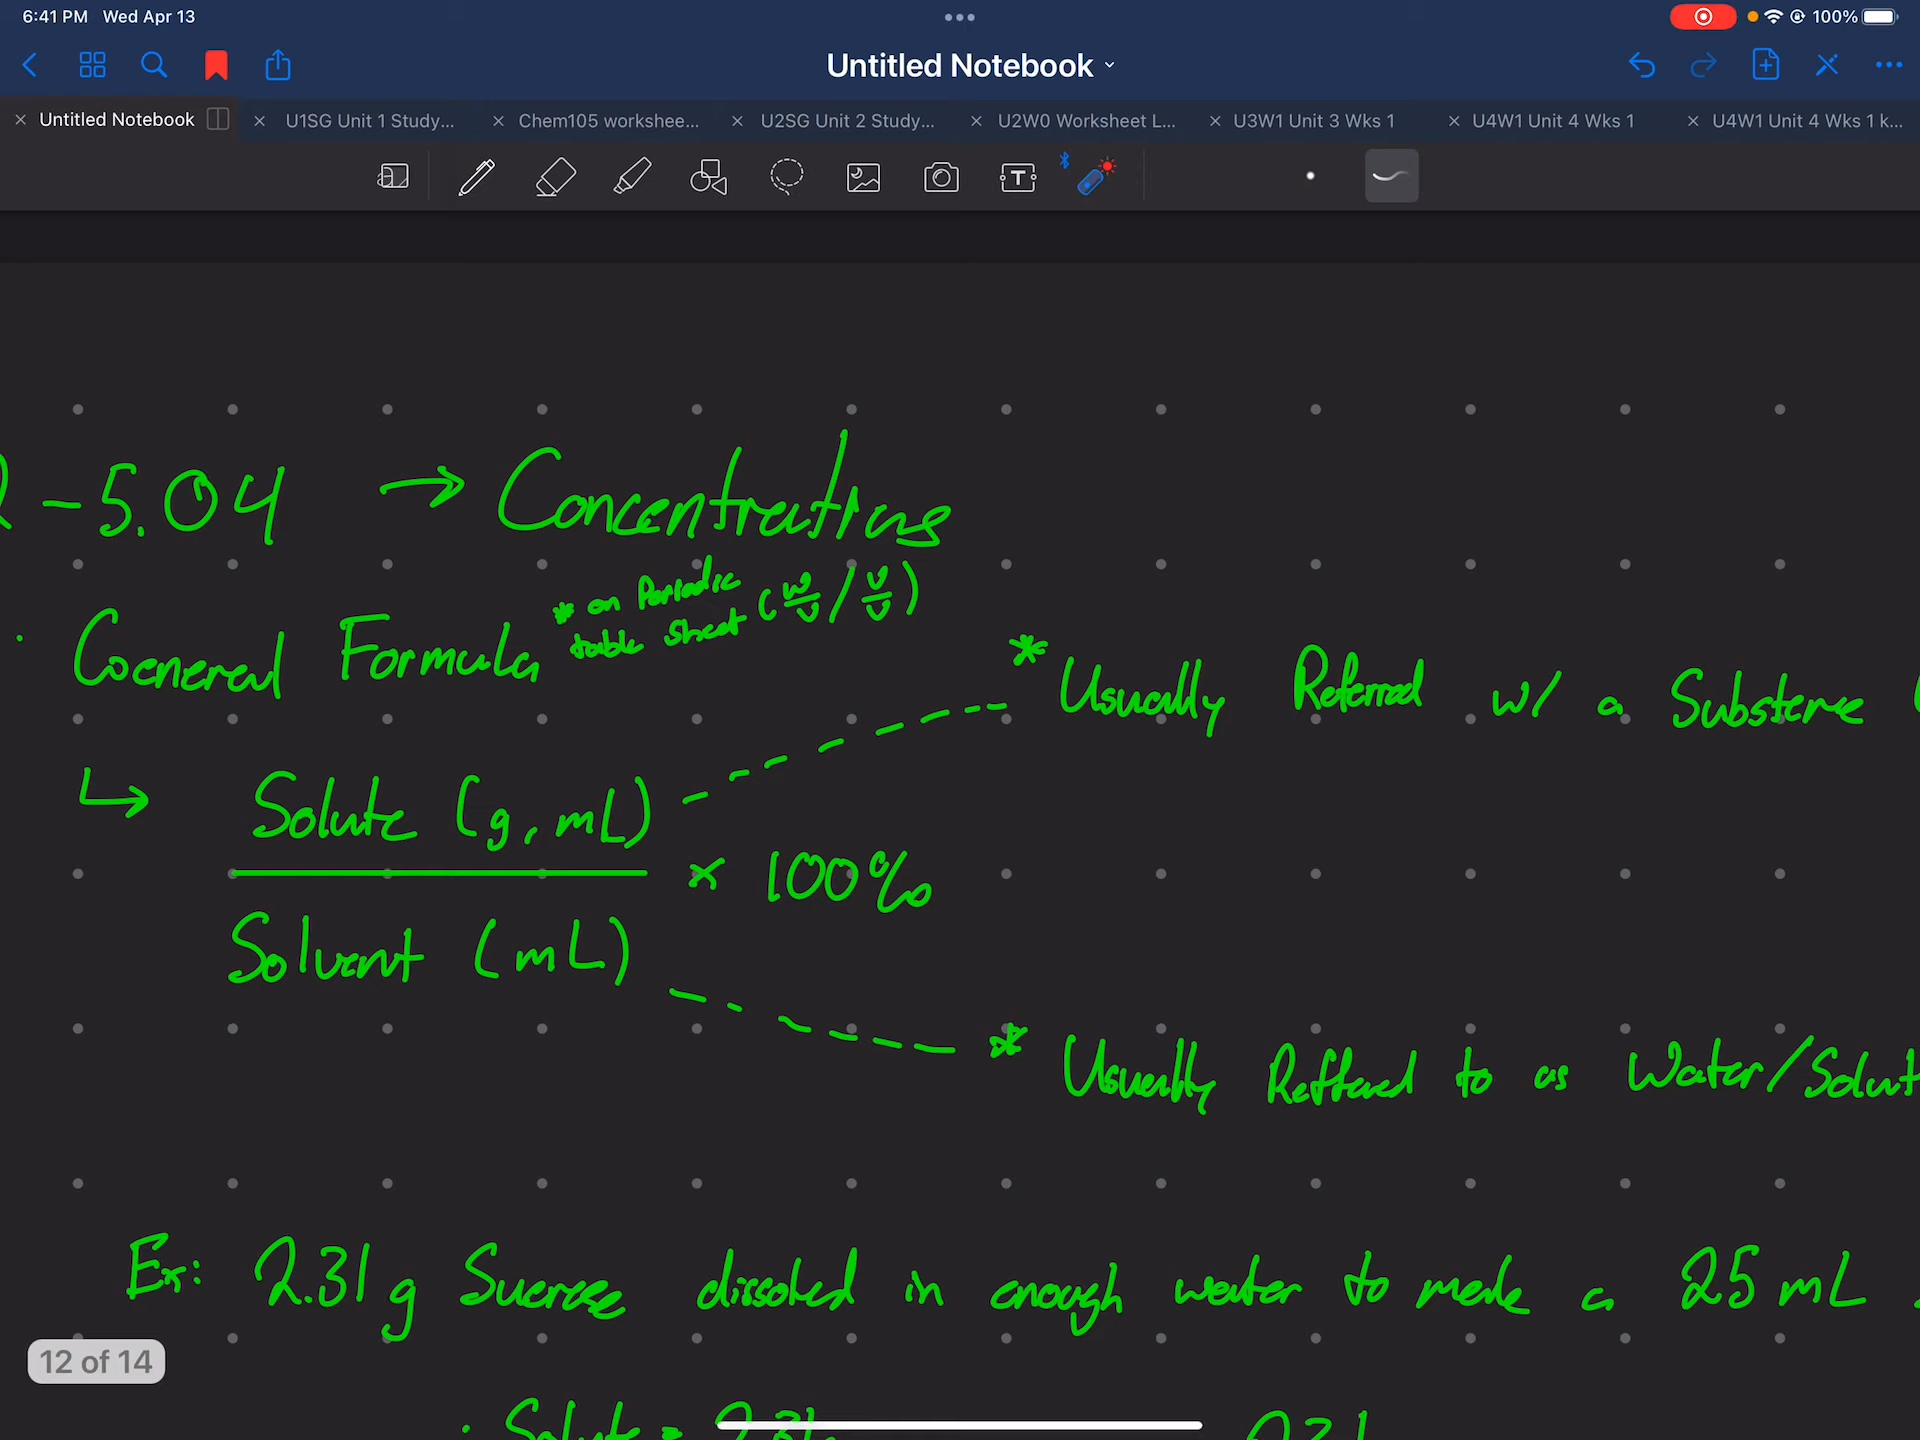 6:41 PM Wed Apr 13
100%
Untitled Notebook
Untitled Notebook
U1SG Unit 1 Study...
Chem105 workshee...
U2SG Unit 2 Study...
U2W0 Worksheet L...
U3W1 Unit 3 Wks 1
U4W1 Unit 4 Wks 1
U4W1 Unit 4 Wks 1 k...
T
-5.04 → Concentrations
General Formula * on Periodic table sheet (w/v / v/v)
* Usually Referred w/ a Substance
↳ Solute (g, mL)
× 100%
Solvent (mL)
* Usually Reffered to as Water/Solut
Ex: 2.31 g Sucrose dissolved in enough water to make a 25 mL
12 of 14
· Solute = 2.31g